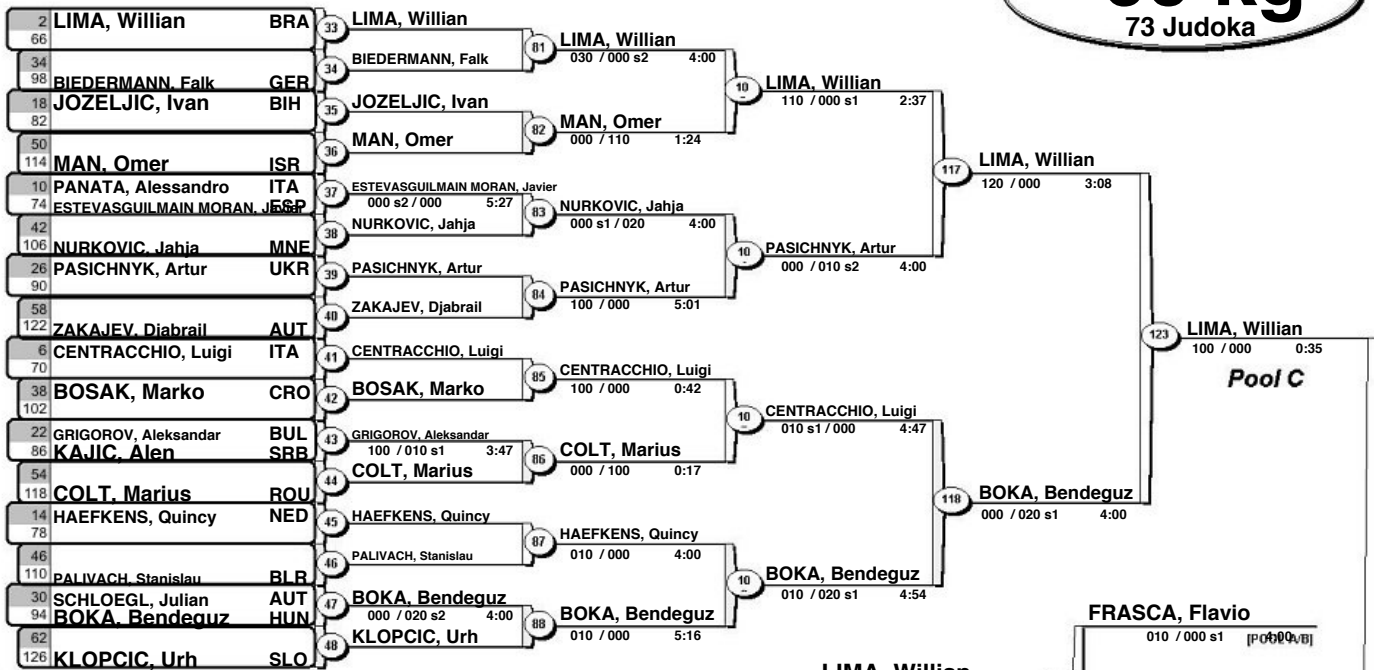 73 Judoka
2 LIMA, Willian BRA
66
34
98 BIEDERMANN, Falk GER
18 JOZELJIC, Ivan BIH
82
50
114 MAN, Omer ISR
10 PANATA, Alessandro ITA
74 ESTEVASGUILMAIN MORAN, Javier ESP
42
106 NURKOVIC, Jahja MNE
26 PASICHNYK, Artur UKR
90
58
122 ZAKAJEV, Djabrail AUT
6 CENTRACCHIO, Luigi ITA
70
38 BOSAK, Marko CRO
102
22 GRIGOROV, Aleksandar BUL
86 KAJIC, Alen SRB
54
118 COLT, Marius ROU
14 HAEFKENS, Quincy NED
78
46
110 PALIVACH, Stanislau BLR
30 SCHLOEGL, Julian AUT
94 BOKA, Bendeguz HUN
62
126 KLOPCIC, Urh SLO
33 LIMA, Willian
34 BIEDERMANN, Falk
35 JOZELJIC, Ivan
36 MAN, Omer
37 ESTEVASGUILMAIN MORAN, Javier
000 s2 / 000 5:27
38 NURKOVIC, Jahja
39 PASICHNYK, Artur
40 ZAKAJEV, Djabrail
41 CENTRACCHIO, Luigi
42 BOSAK, Marko
43 GRIGOROV, Aleksandar
100 / 010 s1 3:47
44 COLT, Marius
45 HAEFKENS, Quincy
46 PALIVACH, Stanislau
47 BOKA, Bendeguz
000 / 020 s2 4:00
48 KLOPCIC, Urh
81 LIMA, Willian
030 / 000 s2 4:00
82 MAN, Omer
000 / 110 1:24
83 NURKOVIC, Jahja
000 s1 / 020 4:00
84 PASICHNYK, Artur
100 / 000 5:01
85 CENTRACCHIO, Luigi
100 / 000 0:42
86 COLT, Marius
000 / 100 0:17
87 HAEFKENS, Quincy
010 / 000 4:00
88 BOKA, Bendeguz
010 / 000 5:16
10 LIMA, Willian
110 / 000 s1 2:37
10 PASICHNYK, Artur
000 / 010 s2 4:00
10 CENTRACCHIO, Luigi
010 s1 / 000 4:47
10 BOKA, Bendeguz
010 / 020 s1 4:54
117 LIMA, Willian
120 / 000 3:08
118 BOKA, Bendeguz
000 / 020 s1 4:00
123 LIMA, Willian
100 / 000 0:35
Pool C
FRASCA, Flavio
010 / 000 s1 4:00 [POOL A/B]
LIMA, Willian